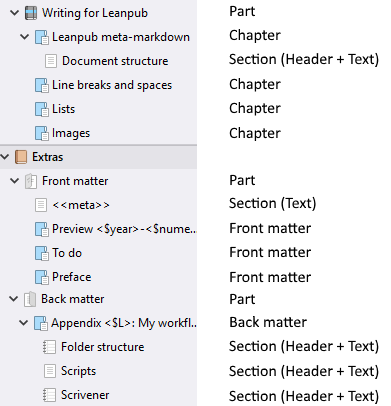 Writing for Leanpub Part
Leanpub meta-markdown Chapter
Document structure Section (Header + Text)
Line breaks and spaces Chapter
Lists Chapter
Images Chapter
Extras
Front matter Part
<<meta>> Section (Text)
Preview <$year>-<$nume... Front matter
To do Front matter
Preface Front matter
Back matter Part
Appendix <$L>: My workfl... Back matter
Folder structure Section (Header + Text)
Scripts Section (Header + Text)
Scrivener Section (Header + Text)